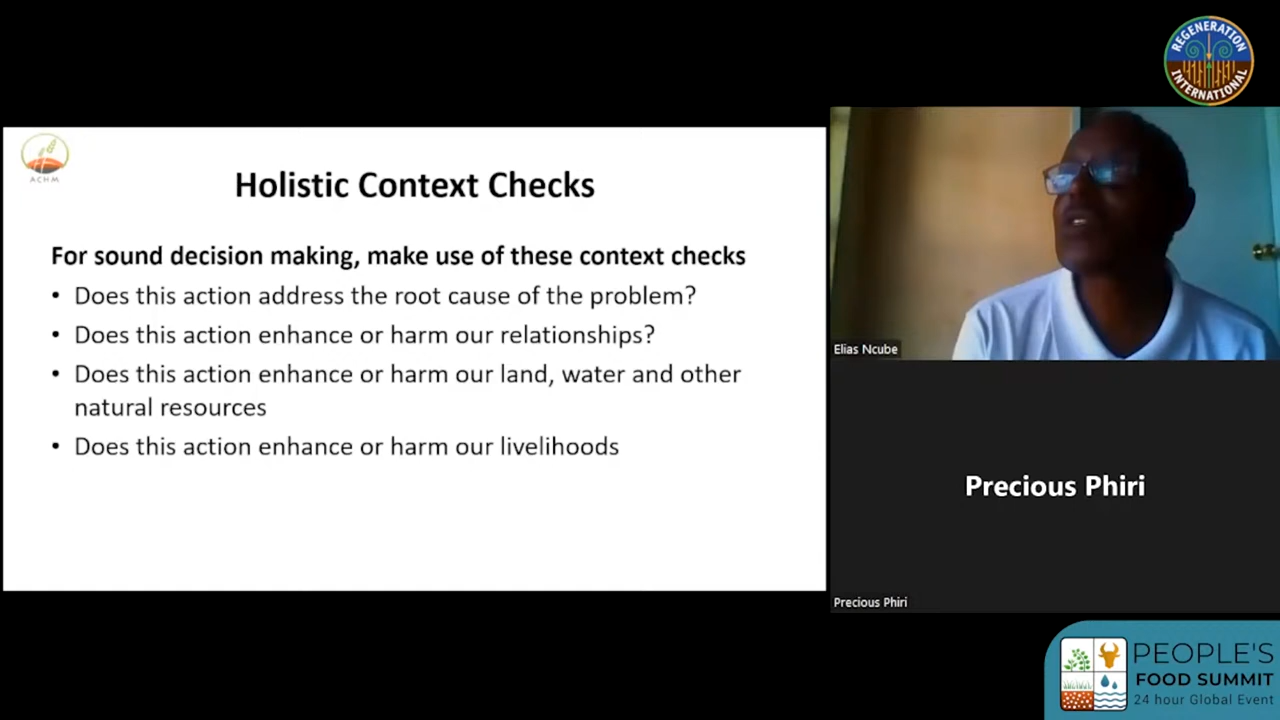 REGENERATION
INTERNATIONAL
ACHM
Holistic Context Checks
For sound decision making, make use of these context checks
• Does this action address the root cause of the problem?
• Does this action enhance or harm our relationships?
• Does this action enhance or harm our land, water and other
natural resources
• Does this action enhance or harm our livelihoods
Elias Ncube
Precious Phiri
Precious Phiri
PEOPLE'S
FOOD SUMMIT
24 hour Global Event